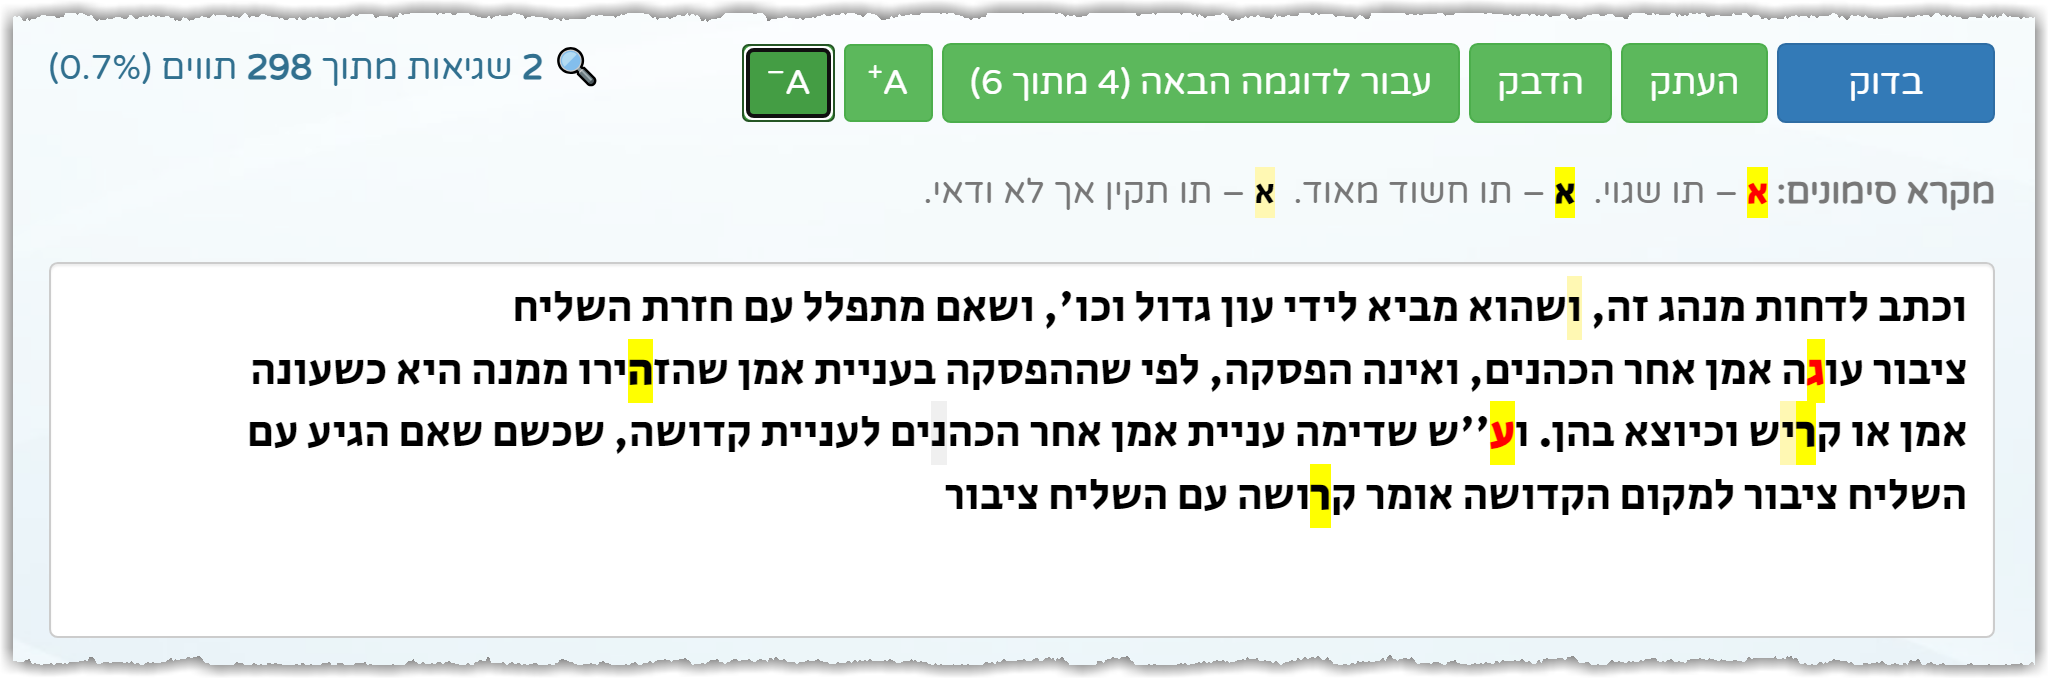 בדוק העתק הדבק עבור לדוגמה הבאה (4 מתוך 6) A+ A− 2 שגיאות מתוך 298 תווים (0.7%)
מקרא סימונים: א – תו שגוי. א – תו חשוד מאוד. א – תו תקין אך לא ודאי.
וכתב לדחות מנהג זה, ושהוא מביא לידי עון גדול וכו', ושאם מתפלל עם חזרת השליח
ציבור עוגה אמן אחר הכהנים, ואינה הפסקה, לפי שההפסקה בעניית אמן שהזהירו ממנה היא כשעונה
אמן או קריש וכיוצא בהן. וע''ש שדימה עניית אמן אחר הכהנים לעניית קדושה, שכשם שאם הגיע עם
השליח ציבור למקום הקדושה אומר קרושה עם השליח ציבור